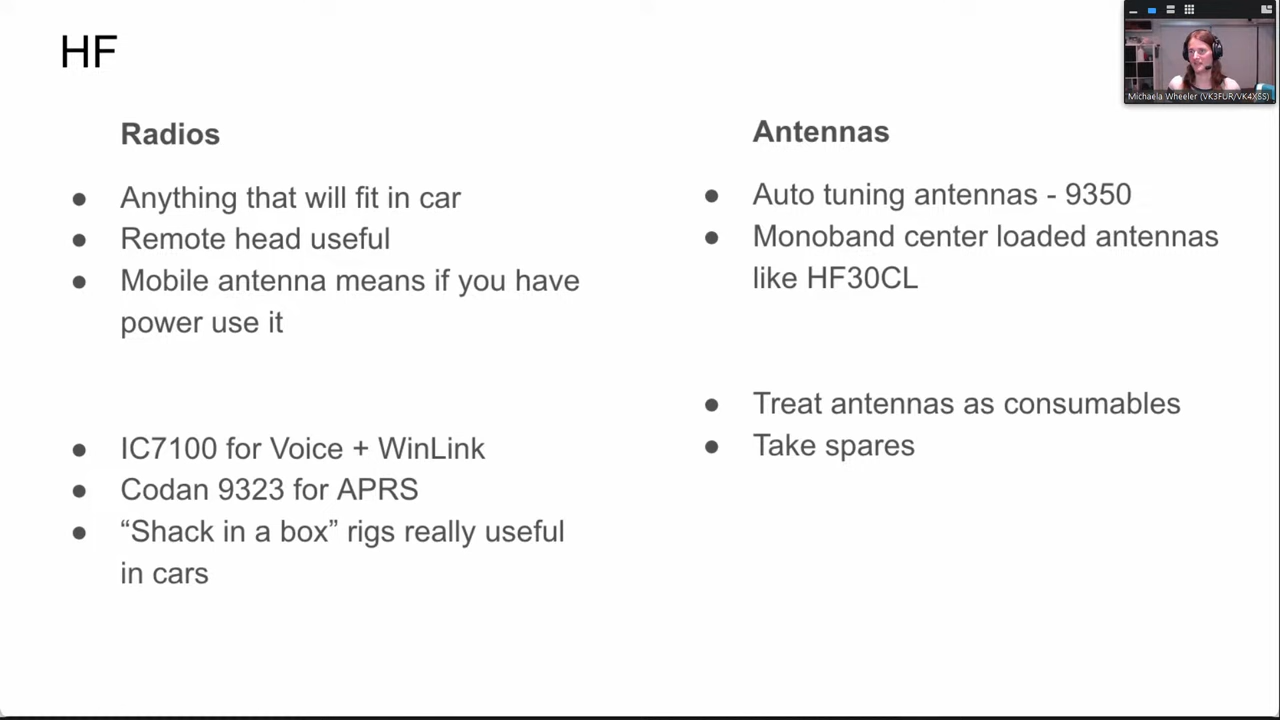 HF
Radios
● Anything that will fit in car
● Remote head useful
● Mobile antenna means if you have
power use it
● IC7100 for Voice + WinLink
● Codan 9323 for APRS
● “Shack in a box” rigs really useful
in cars
Antennas
● Auto tuning antennas - 9350
● Monoband center loaded antennas
like HF30CL
● Treat antennas as consumables
● Take spares
Michaela Wheeler (VK3FUR/VK4XSS)